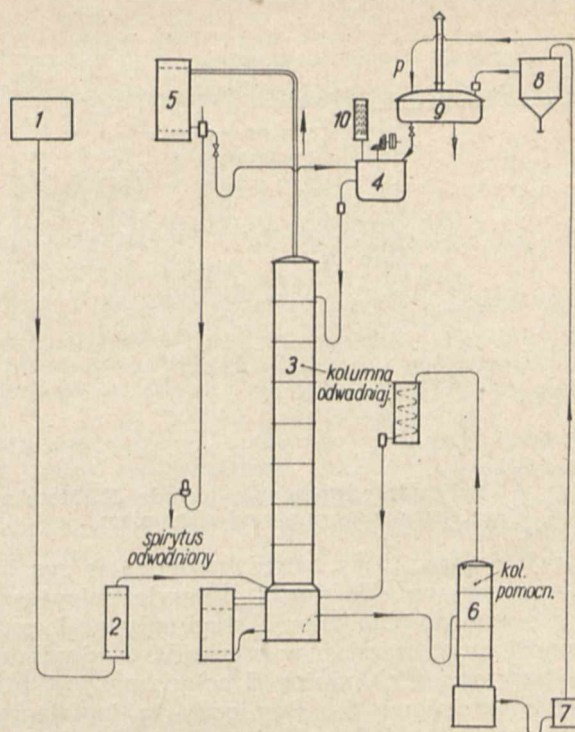 p
8
5
9
1
10
4
3
kolumna
odwadniaj.
spirytus
odwodniony
kol.
pomocn.
2
6
7